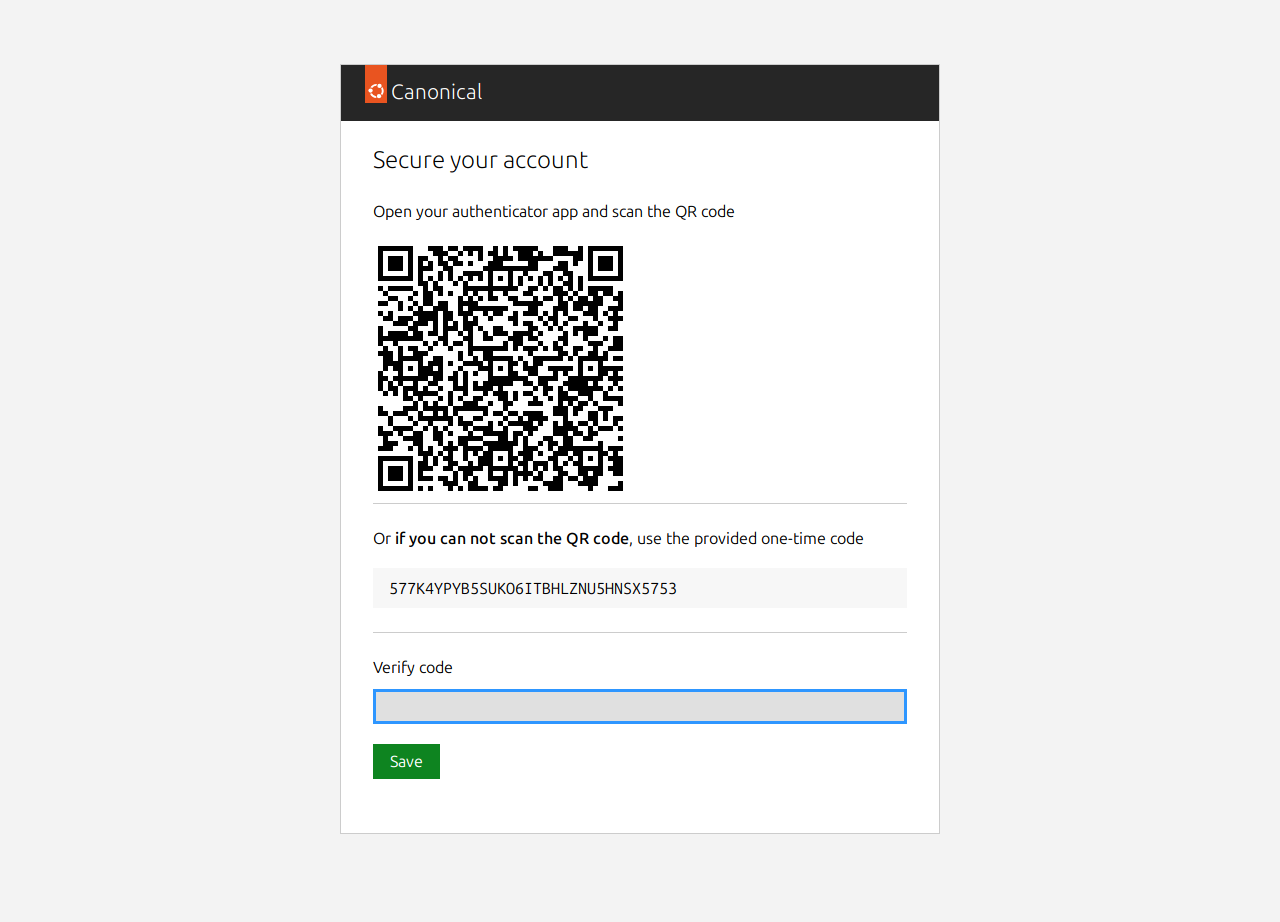 Canonical
Secure your account
Open your authenticator app and scan the QR code
Or if you can not scan the QR code, use the provided one-time code
577K4YPYB5SUKO6ITBHLZNU5HNSX5753
Verify code
Save